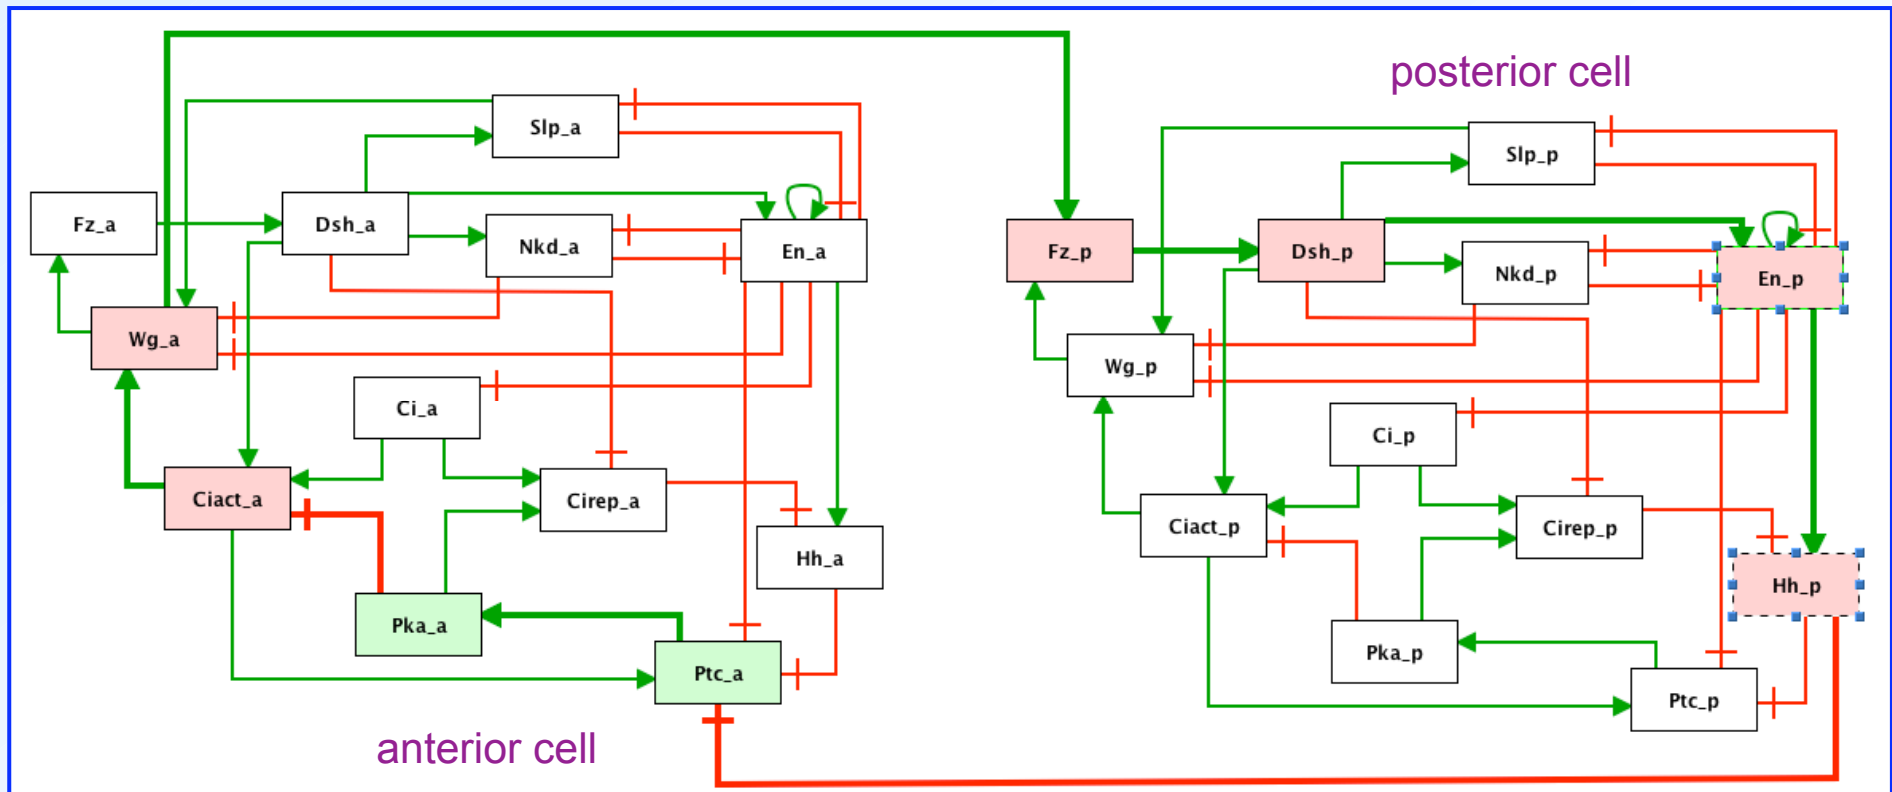 posterior cell
Slp_a
Slp_p
Fz_a
Dsh_a
Nkd_a
En_a
Fz_p
Dsh_p
Nkd_p
En_p
Wg_a
Wg_p
Ci_a
Ci_p
Ciact_a
Cirep_a
Ciact_p
Cirep_p
Hh_a
Hh_p
Pka_a
Pka_p
Ptc_a
Ptc_p
anterior cell